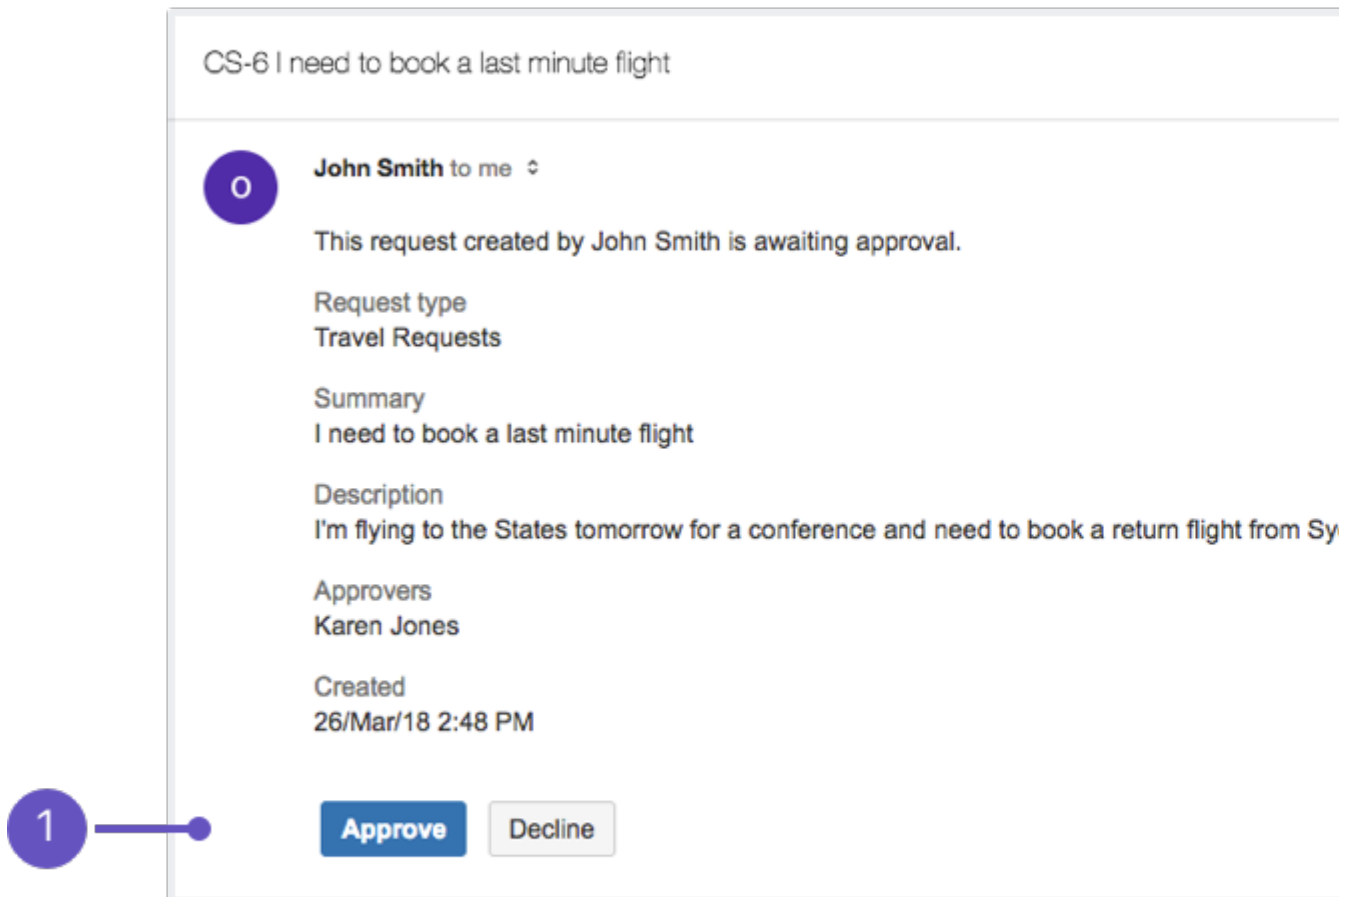 CS-6 I need to book a last minute flight
O
John Smith to me
This request created by John Smith is awaiting approval.
Request type
Travel Requests
Summary
I need to book a last minute flight
Description
I'm flying to the States tomorrow for a conference and need to book a return flight from
Approvers
Karen Jones
Created
26/Mar/18 2:48 PM
1
Approve Decline